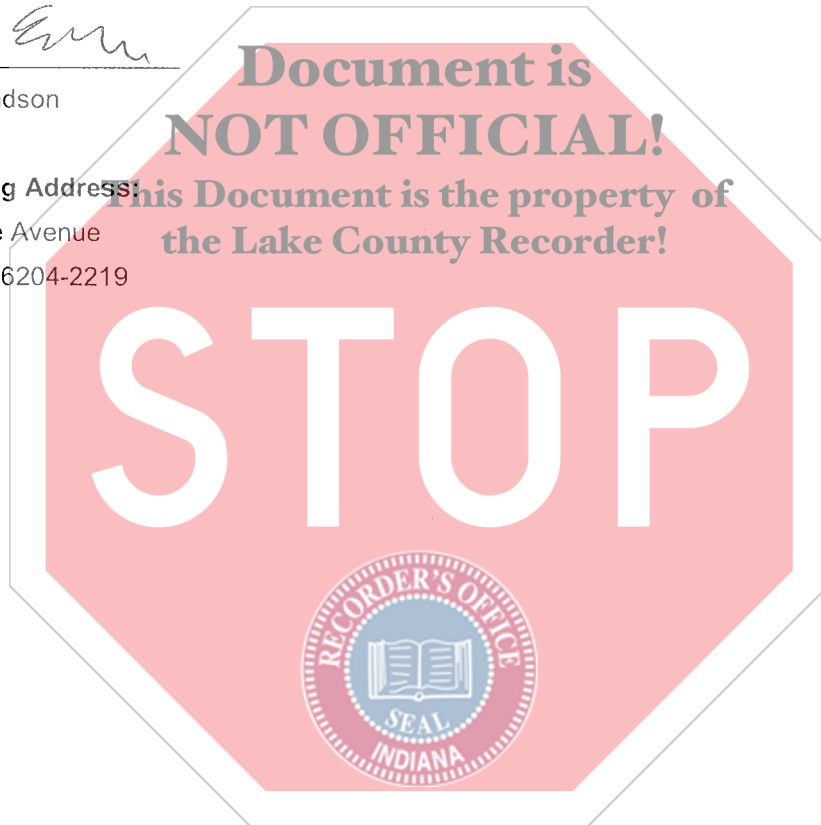 Document is
NOT OFFICIAL!
This Document is the property of
the Lake County Recorder!
dson
g Address:
e Avenue
6204-2219
STOP
RECORDER'S OFFICE
SEAL
INDIANA